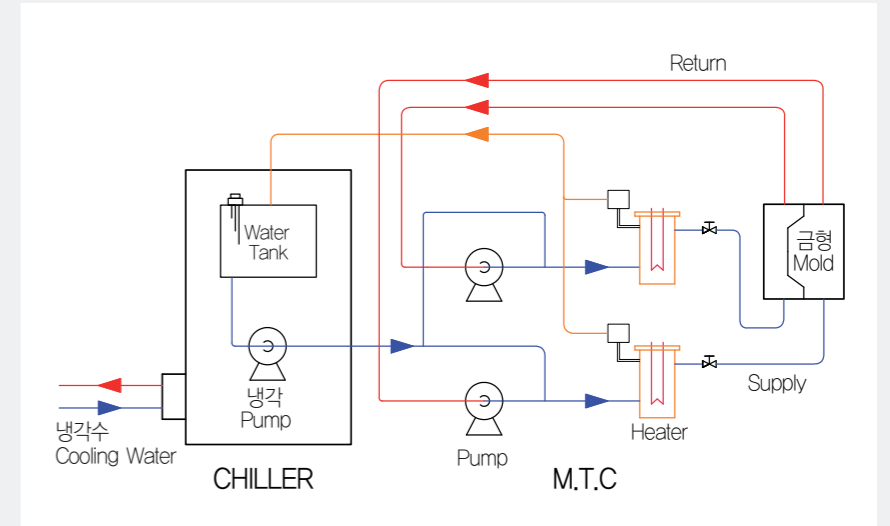 Return
Water
Tank
금형
Mold
냉각
Pump
Supply
냉각수
Cooling Water
Heater
Pump
CHILLER
M.T.C